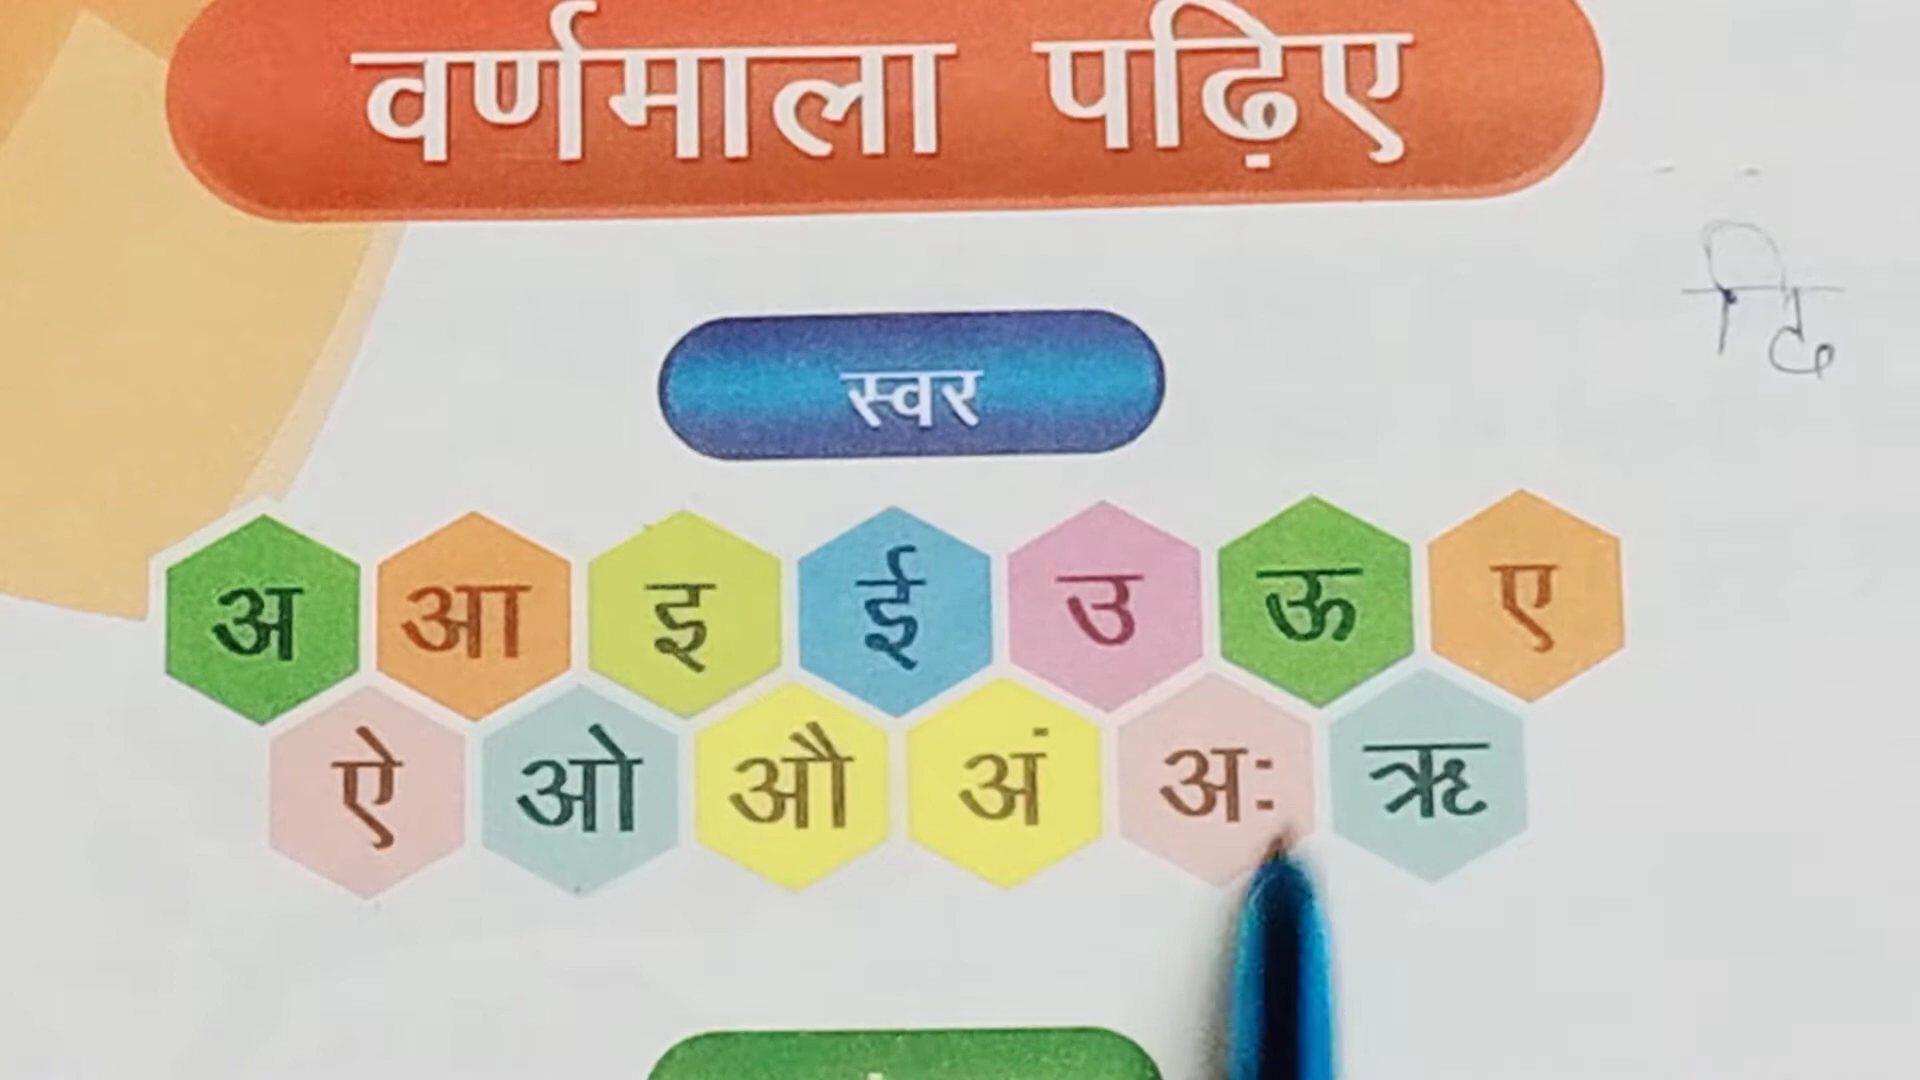 वर्णमाला पढ़िए
स्वर
अ आ इ ई उ ऊ ए
ऐ ओ औ अं अः ऋ